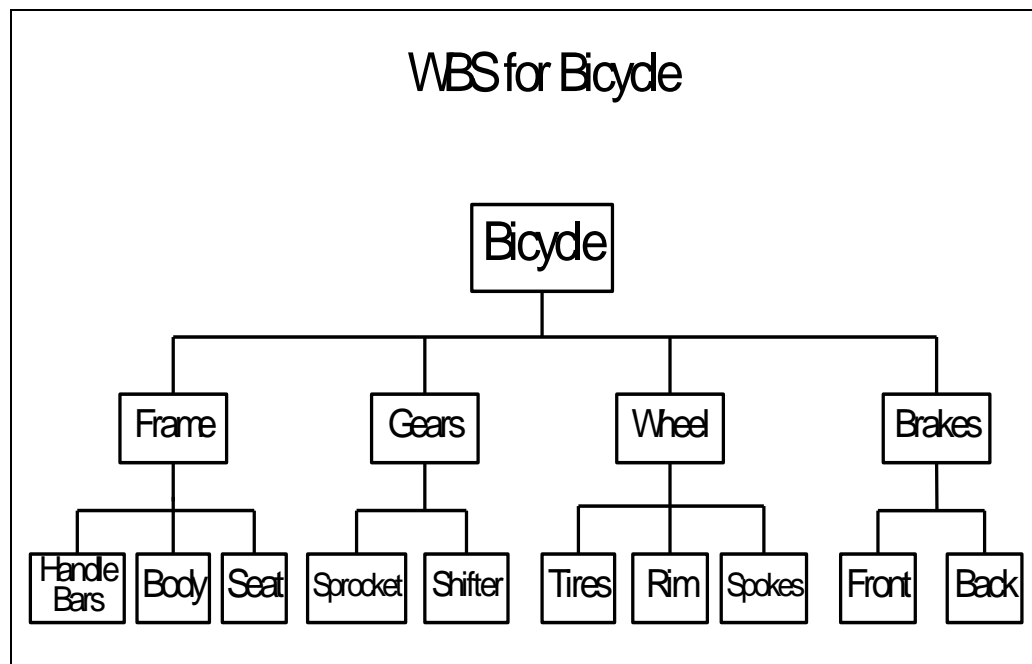 WBS for Bicycle
Bicycle
Frame
Gears
Wheel
Brakes
Handle
Bars
Body
Seat
Sprocket
Shifter
Tires
Rim
Spokes
Front
Back